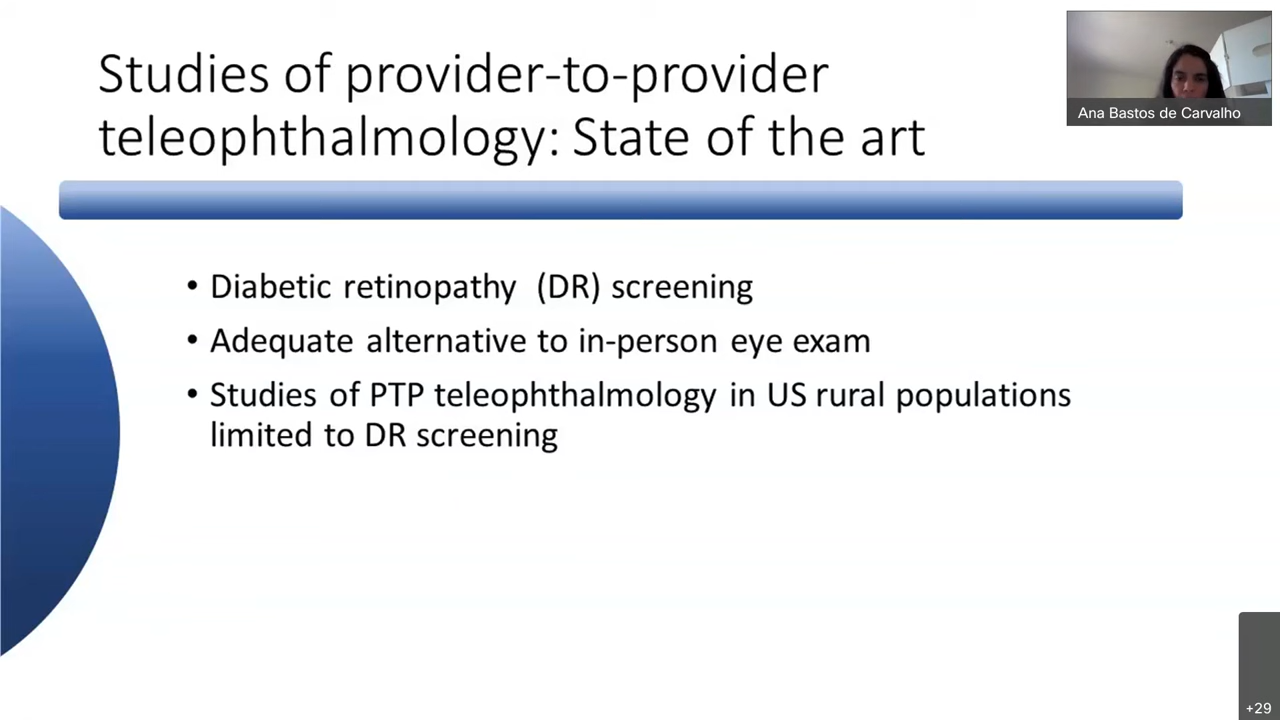 Studies of provider-to-provider
teleophthalmology: State of the art
Ana Bastos de Carvalho
• Diabetic retinopathy (DR) screening
• Adequate alternative to in-person eye exam
• Studies of PTP teleophthalmology in US rural populations
limited to DR screening
+29